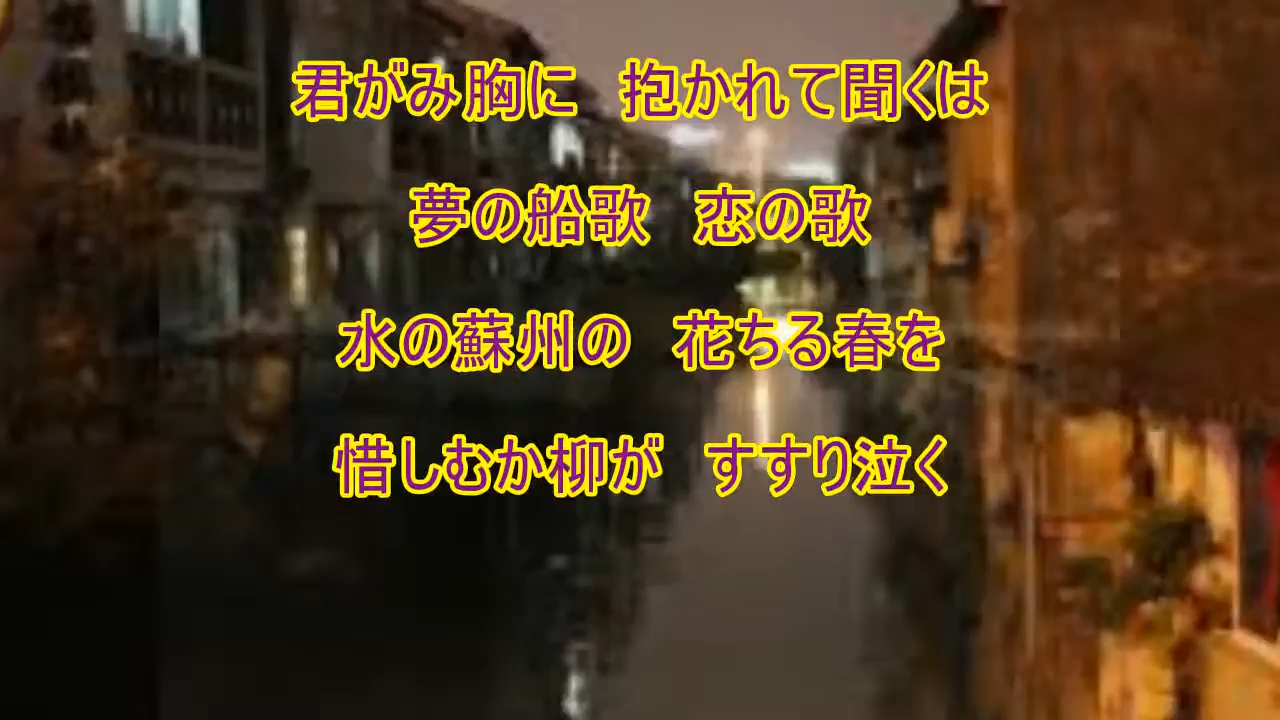 君がみ胸に　抱かれて聞くは
夢の船歌　恋の歌
水の蘇州の　花ちる春を
惜しむか柳が　すすり泣く